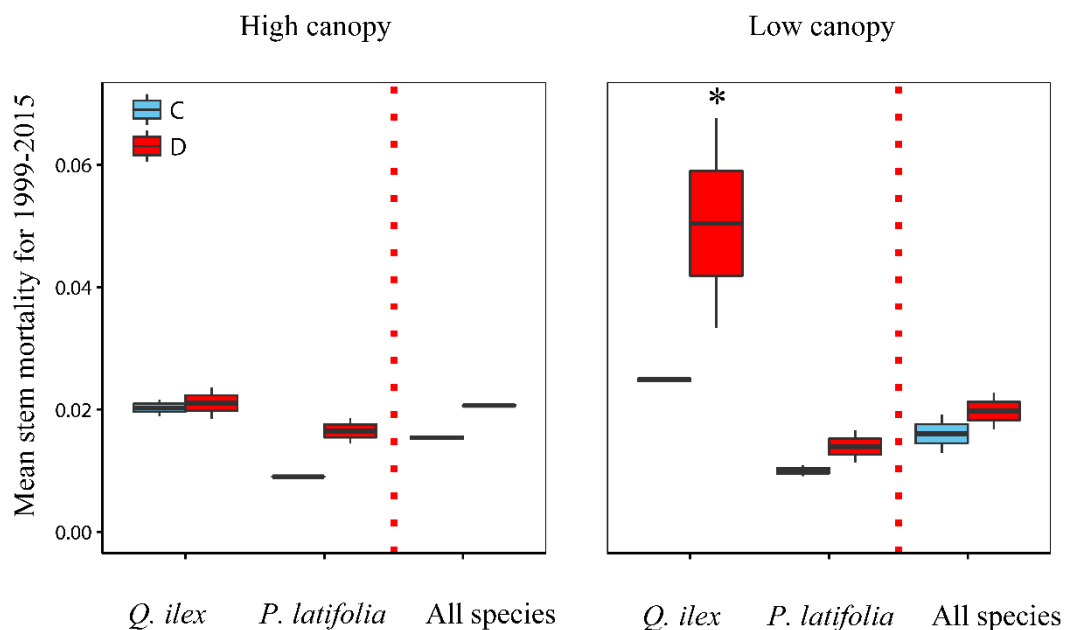 High canopy
Low canopy
Mean stem mortality for 1999-2015
C
D
*
0.06
0.04
0.02
0.00
Q. ilex
P. latifolia
All species
Q. ilex
P. latifolia
All species